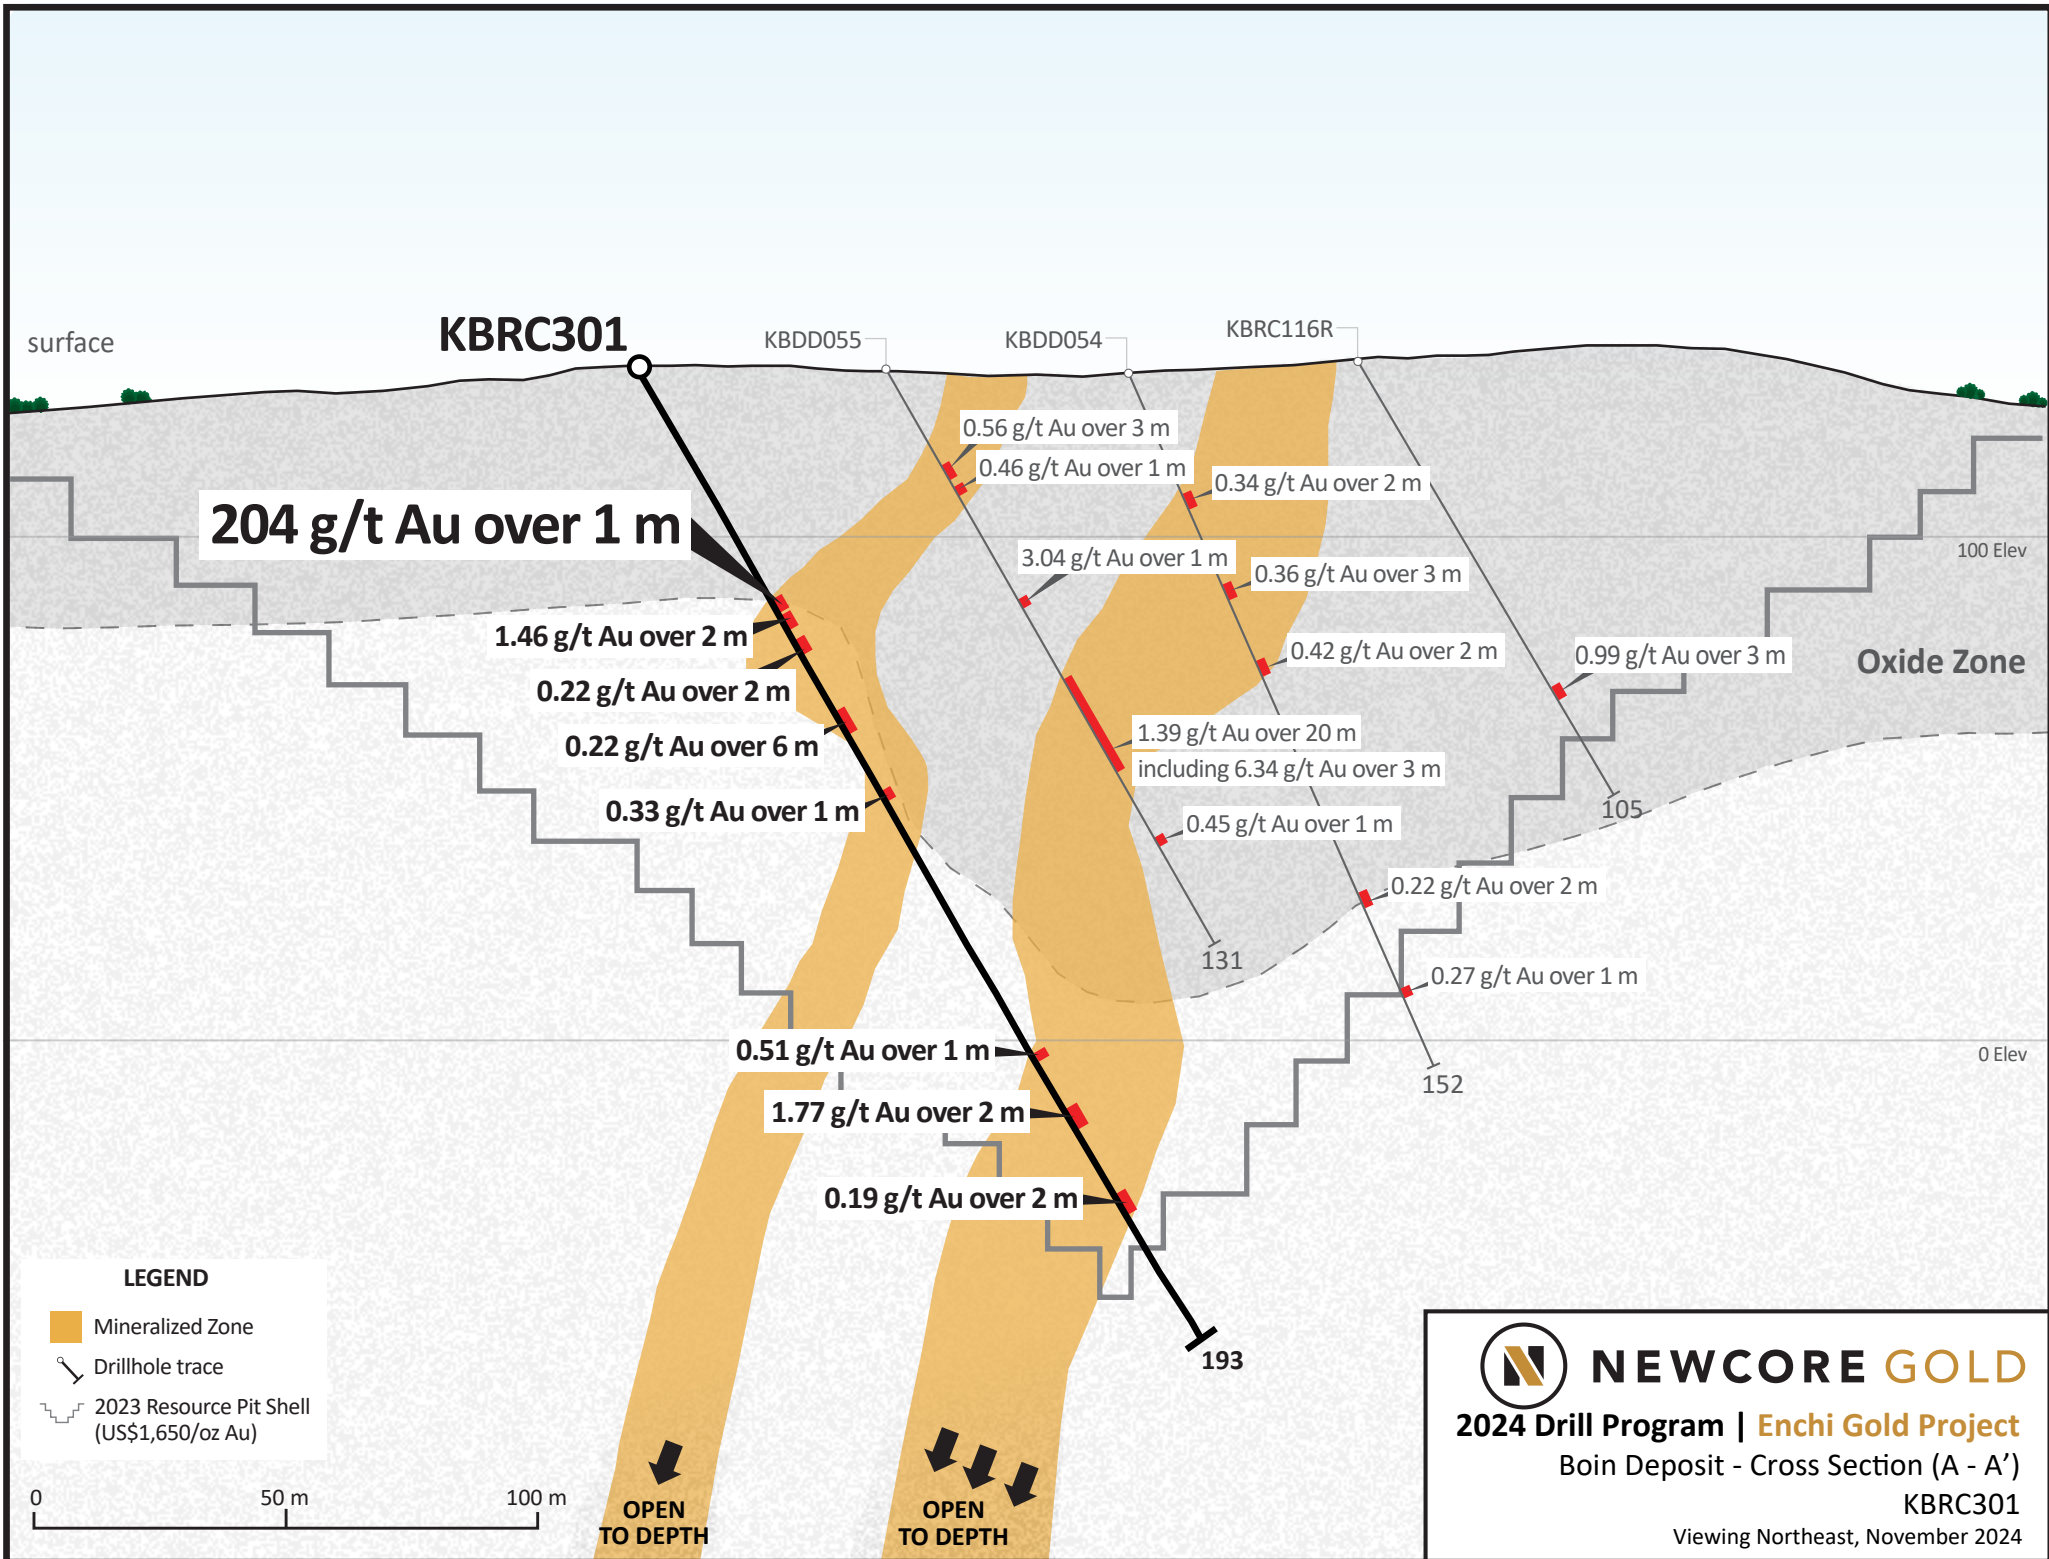 surface
KBRC301
KBDD055
KBDD054
KBRC116R
0.56 g/t Au over 3 m
0.46 g/t Au over 1 m
0.34 g/t Au over 2 m
204 g/t Au over 1 m
100 Elev
3.04 g/t Au over 1 m
0.36 g/t Au over 3 m
1.46 g/t Au over 2 m
0.42 g/t Au over 2 m
0.99 g/t Au over 3 m
Oxide Zone
0.22 g/t Au over 2 m
1.39 g/t Au over 20 m
including 6.34 g/t Au over 3 m
0.22 g/t Au over 6 m
0.33 g/t Au over 1 m
105
0.45 g/t Au over 1 m
0.22 g/t Au over 2 m
131
0.27 g/t Au over 1 m
0.51 g/t Au over 1 m
0 Elev
152
1.77 g/t Au over 2 m
0.19 g/t Au over 2 m
193
LEGEND
Mineralized Zone
Drillhole trace
2023 Resource Pit Shell
(US$1,650/oz Au)
0 50 m 100 m
OPEN
TO DEPTH
OPEN
TO DEPTH
N NEWCORE GOLD
2024 Drill Program | Enchi Gold Project
Boin Deposit - Cross Section (A - A’)
KBRC301
Viewing Northeast, November 2024